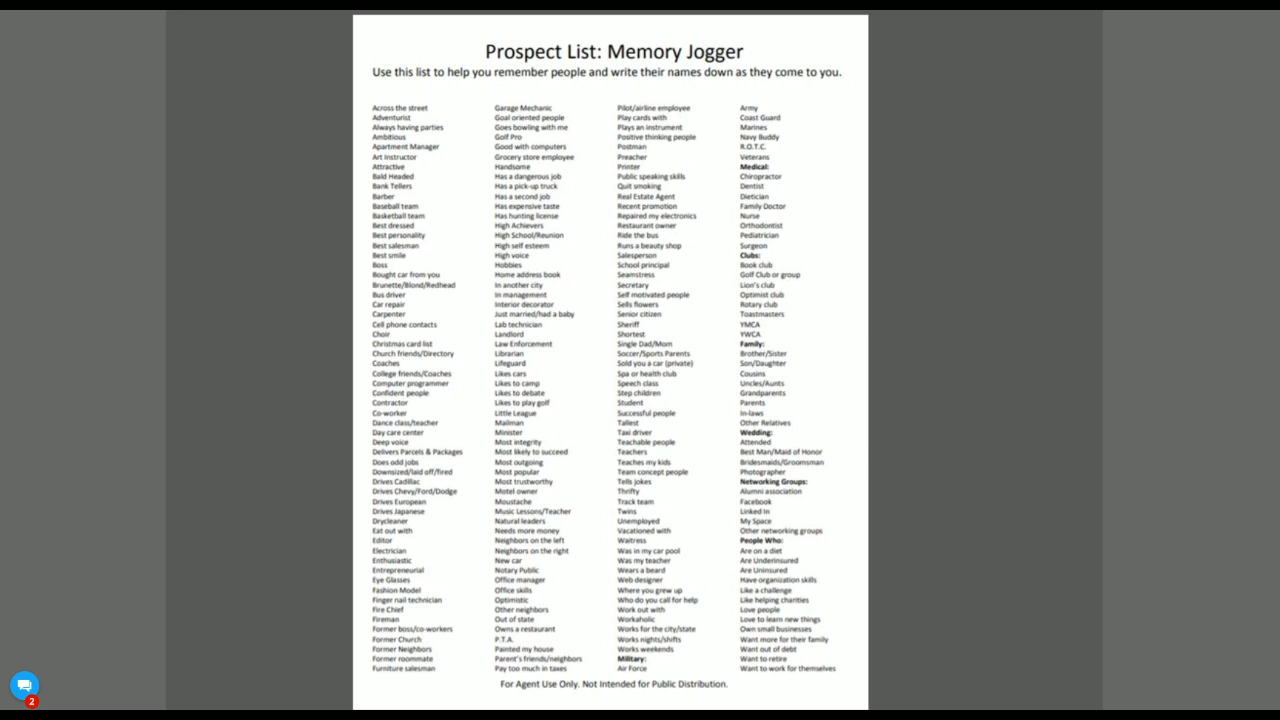 Prospect List: Memory Jogger
Use this list to help you remember people and write their names down as they come to you.
Across the street
Adventurist
Always having parties
Ambitious
Apartment Manager
Art Instructor
Attractive
Bald Headed
Bank Tellers
Barber
Baseball team
Basketball team
Best dressed
Best personality
Best salesman
Best smile
Boss
Bought car from you
Brunette/Blond/Redhead
Bus driver
Car repair
Carpenter
Cell phone contacts
Choir
Christmas card list
Church friends/Directory
Coaches
College friends/Coaches
Computer programmer
Confident people
Contractor
Co-worker
Dance class/teacher
Day care center
Deep voice
Delivers Parcels & Packages
Does odd jobs
Downsized/laid off/fired
Drives Cadillac
Drives Chevy/Ford/Dodge
Drives European
Drives Japanese
Drycleaner
Eat out with
Editor
Electrician
Enthusiastic
Entrepreneurial
Eye Glasses
Fashion Model
Finger nail technician
Fire Chief
Fireman
Former boss/co-workers
Former Church
Former Neighbors
Former roommate
Furniture salesman
Garage Mechanic
Goal oriented people
Goes bowling with me
Golf Pro
Good with computers
Grocery store employee
Handsome
Has a dangerous job
Has a pick-up truck
Has a second job
Has expensive taste
Has hunting license
High Achievers
High School/Reunion
High self esteem
High voice
Hobbies
Home address book
In another city
In management
Interior decorator
Just married/had a baby
Lab technician
Landlord
Law Enforcement
Librarian
Lifeguard
Likes cars
Likes to camp
Likes to debate
Likes to play golf
Little League
Mailman
Minister
Most integrity
Most likely to succeed
Most outgoing
Most popular
Most trustworthy
Motel owner
Moustache
Music Lessons/Teacher
Natural leaders
Needs more money
Neighbors on the left
Neighbors on the right
New car
Notary Public
Office manager
Office skills
Optimistic
Other neighbors
Out of state
Owns a restaurant
P.T.A.
Painted my house
Parent's friends/neighbors
Pay too much in taxes
Pilot/airline employee
Play cards with
Plays an instrument
Positive thinking people
Postman
Preacher
Printer
Public speaking skills
Quit smoking
Real Estate Agent
Recent promotion
Repaired my electronics
Restaurant owner
Ride the bus
Runs a beauty shop
Salesperson
School principal
Seamstress
Secretary
Self motivated people
Sells flowers
Senior citizen
Sheriff
Shortest
Single Dad/Mom
Soccer/Sports Parents
Sold you a car (private)
Spa or health club
Speech class
Step children
Student
Successful people
Tallest
Taxi driver
Teachable people
Teachers
Teaches my kids
Team concept people
Tells jokes
Thrifty
Track team
Twins
Unemployed
Vacationed with
Waitress
Was in my car pool
Was my teacher
Wears a beard
Web designer
Where you grew up
Who do you call for help
Work out with
Workaholic
Works for the city/state
Works nights/shifts
Works weekends
Military:
Air Force
Army
Coast Guard
Marines
Navy Buddy
R.O.T.C.
Veterans
Medical:
Chiropractor
Dentist
Dietician
Family Doctor
Nurse
Orthodontist
Pediatrician
Surgeon
Clubs:
Book club
Golf Club or group
Lion's club
Optimist club
Rotary club
Toastmasters
YMCA
YWCA
Family:
Brother/Sister
Son/Daughter
Cousins
Uncles/Aunts
Grandparents
Parents
In-laws
Other Relatives
Wedding:
Attended
Best Man/Maid of Honor
Bridesmaids/Groomsman
Photographer
Networking Groups:
Alumni association
Facebook
Linked In
My Space
Other networking groups
People Who:
Are on a diet
Are Underinsured
Are Uninsured
Have organization skills
Like a challenge
Like helping charities
Love people
Love to learn new things
Own small businesses
Want more for their family
Want out of debt
Want to retire
Want to work for themselves
For Agent Use Only. Not Intended for Public Distribution.
2